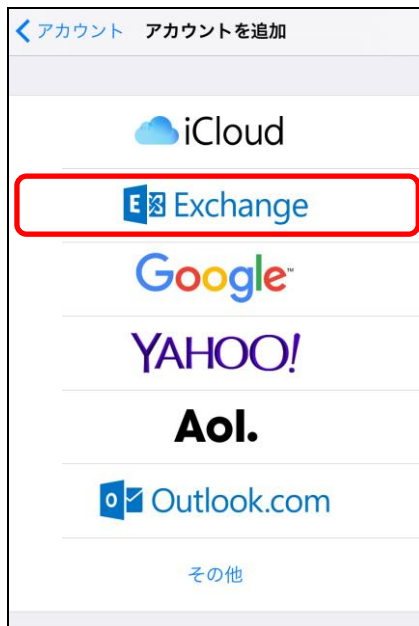 アカウント アカウントを追加
iCloud
E Exchange
Google
YAHOO!
Aol.
o Outlook.com
その他